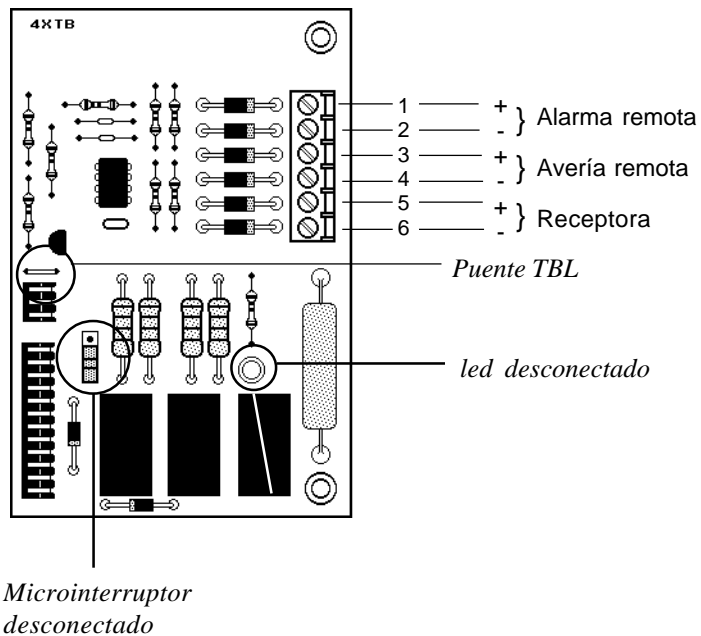 4XTB
1 + } Alarma remota
2 -
3 + } Avería remota
4 -
5 + } Receptora
6 -
Puente TBL
led desconectado
Microinterruptor
desconectado